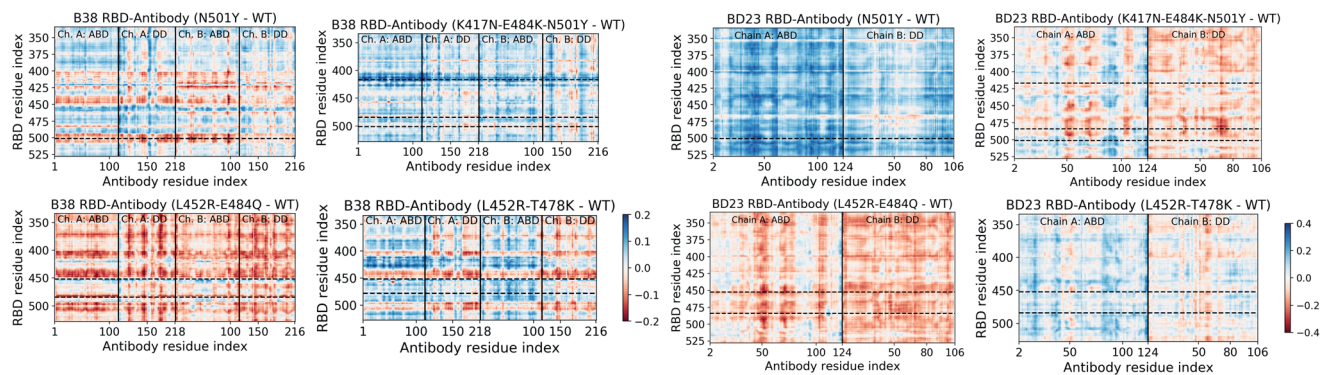 B38 RBD-Antibody (N501Y - WT)
Ch. A: ABD Ch. A: DD Ch. B: ABD Ch. B: DD
RBD residue index
350
400
450
500
1 100 150 218 100 150 216
Antibody residue index
B38 RBD-Antibody (K417N-E484K-N501Y - WT)
Ch. A: ABD Ch. A: DD Ch. B: ABD Ch. B: DD
RBD residue index
350
400
450
500
1 100 150 218 100 150 216
Antibody residue index
BD23 RBD-Antibody (N501Y - WT)
Chain A: ABD Chain B: DD
RBD residue index
350
375
400
425
450
475
500
525
2 50 100 124 50 80 106
Antibody residue index
BD23 RBD-Antibody (K417N-E484K-N501Y - WT)
Chain A: ABD Chain B: DD
RBD residue index
350
375
400
425
450
475
500
525
2 50 100 124 50 80 106
Antibody residue index
B38 RBD-Antibody (L452R-E484Q - WT)
Ch. A: ABD Ch. A: DD Ch. B: ABD Ch. B: DD
RBD residue index
350
400
450
500
1 100 150 218 100 150 216
Antibody residue index
B38 RBD-Antibody (L452R-T478K - WT)
Ch. A: ABD Ch. A: DD Ch. B: ABD Ch. B: DD
RBD residue index
350
400
450
500
1 100 150 218 100 150 216
Antibody residue index
0.2
0.1
0.0
−0.1
−0.2
BD23 RBD-Antibody (L452R-E484Q - WT)
Chain A: ABD Chain B: DD
RBD residue index
350
375
400
425
450
475
500
525
2 50 100 124 50 80 106
Antibody residue index
BD23 RBD-Antibody (L452R-T478K - WT)
Chain A: ABD Chain B: DD
RBD residue index
350
400
450
500
2 50 100 124 50 80 106
Antibody residue index
0.4
0.2
0.0
−0.2
−0.4